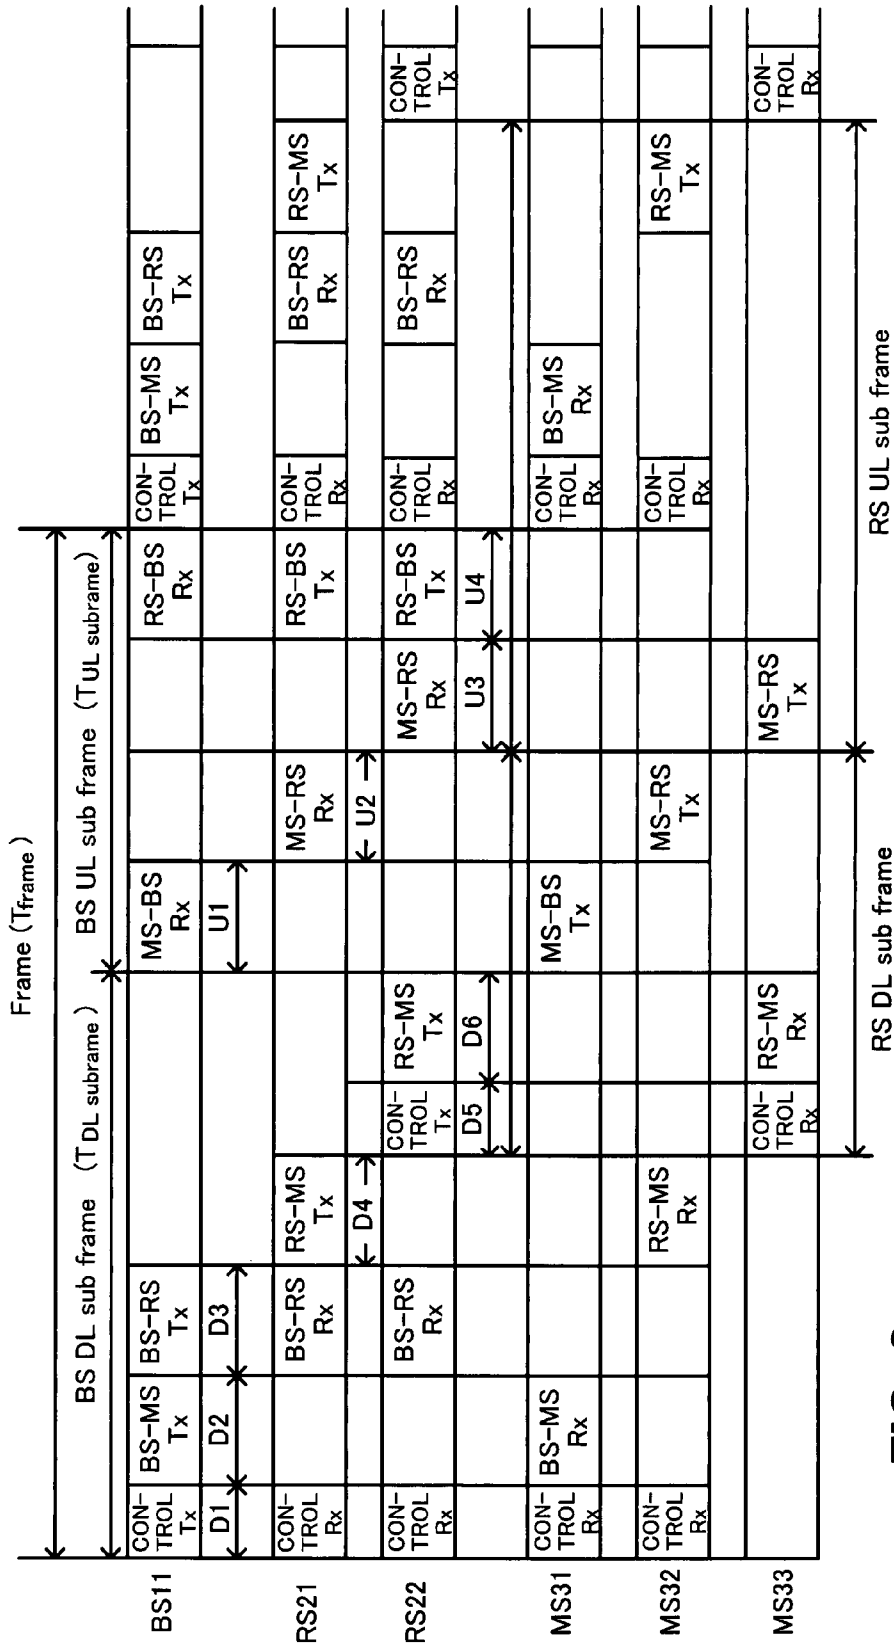 Frame (Tframe)
BS DL sub frame (TDL subrame)
BS UL sub frame (TUL subrame)
BS11
CON-
TROL
Tx
BS-MS
Tx
BS-RS
Tx
MS-BS
Rx
RS-BS
Rx
CON-
TROL
Tx
BS-MS
Tx
BS-RS
Tx
D1
D2
D3
U1
RS21
CON-
TROL
Rx
BS-RS
Rx
RS-MS
Tx
MS-RS
Rx
RS-BS
Tx
CON-
TROL
Rx
BS-RS
Rx
RS-MS
Tx
D4
U2
RS22
CON-
TROL
Rx
BS-RS
Rx
CON-
TROL
Tx
RS-MS
Tx
MS-RS
Rx
RS-BS
Tx
CON-
TROL
Rx
BS-RS
Rx
CON-
TROL
Tx
D5
D6
U3
U4
MS31
CON-
TROL
Rx
BS-MS
Rx
MS-BS
Tx
CON-
TROL
Rx
BS-MS
Rx
MS32
CON-
TROL
Rx
RS-MS
Rx
MS-RS
Tx
CON-
TROL
Rx
RS-MS
Tx
MS33
CON-
TROL
Rx
RS-MS
Rx
MS-RS
Tx
CON-
TROL
Rx
RS DL sub frame
RS UL sub frame